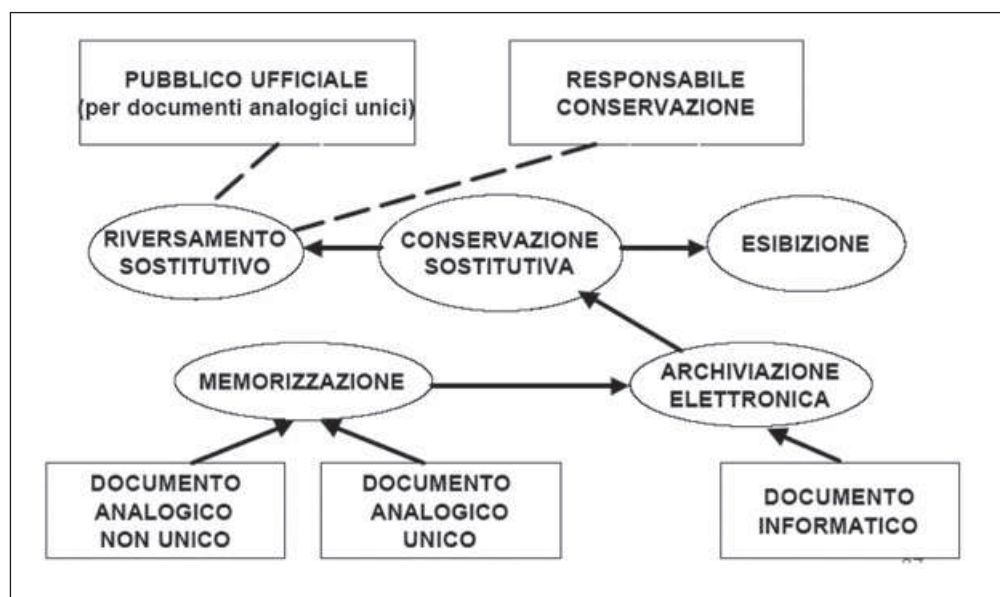 PUBBLICO UFFICIALE
(per documenti analogici unici)
RESPONSABILE
CONSERVAZIONE
RIVERSAMENTO
SOSTITUTIVO
CONSERVAZIONE
SOSTITUTIVA
ESIBIZIONE
MEMORIZZAZIONE
ARCHIVIAZIONE
ELETTRONICA
DOCUMENTO
ANALOGICO
NON UNICO
DOCUMENTO
ANALOGICO
UNICO
DOCUMENTO
INFORMATICO